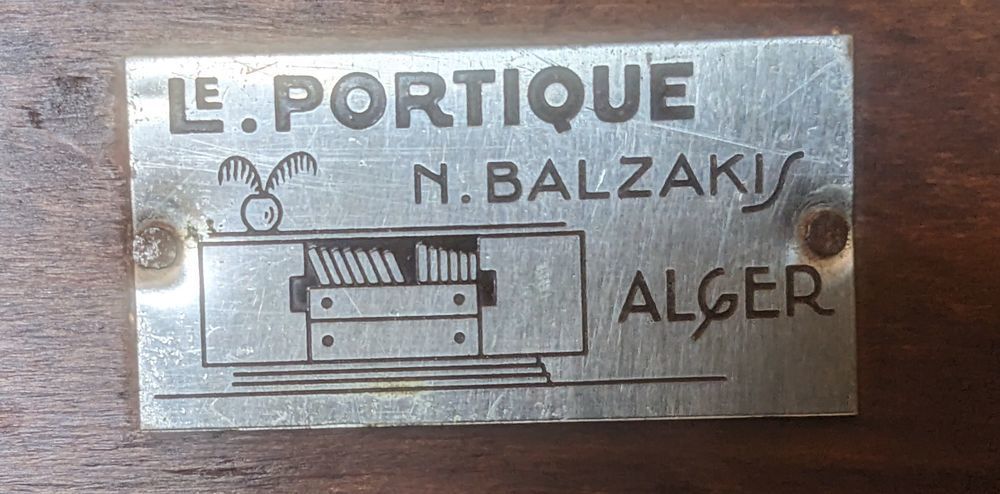 LE. PORTIQUE
N. BALZAKIS
ALGER